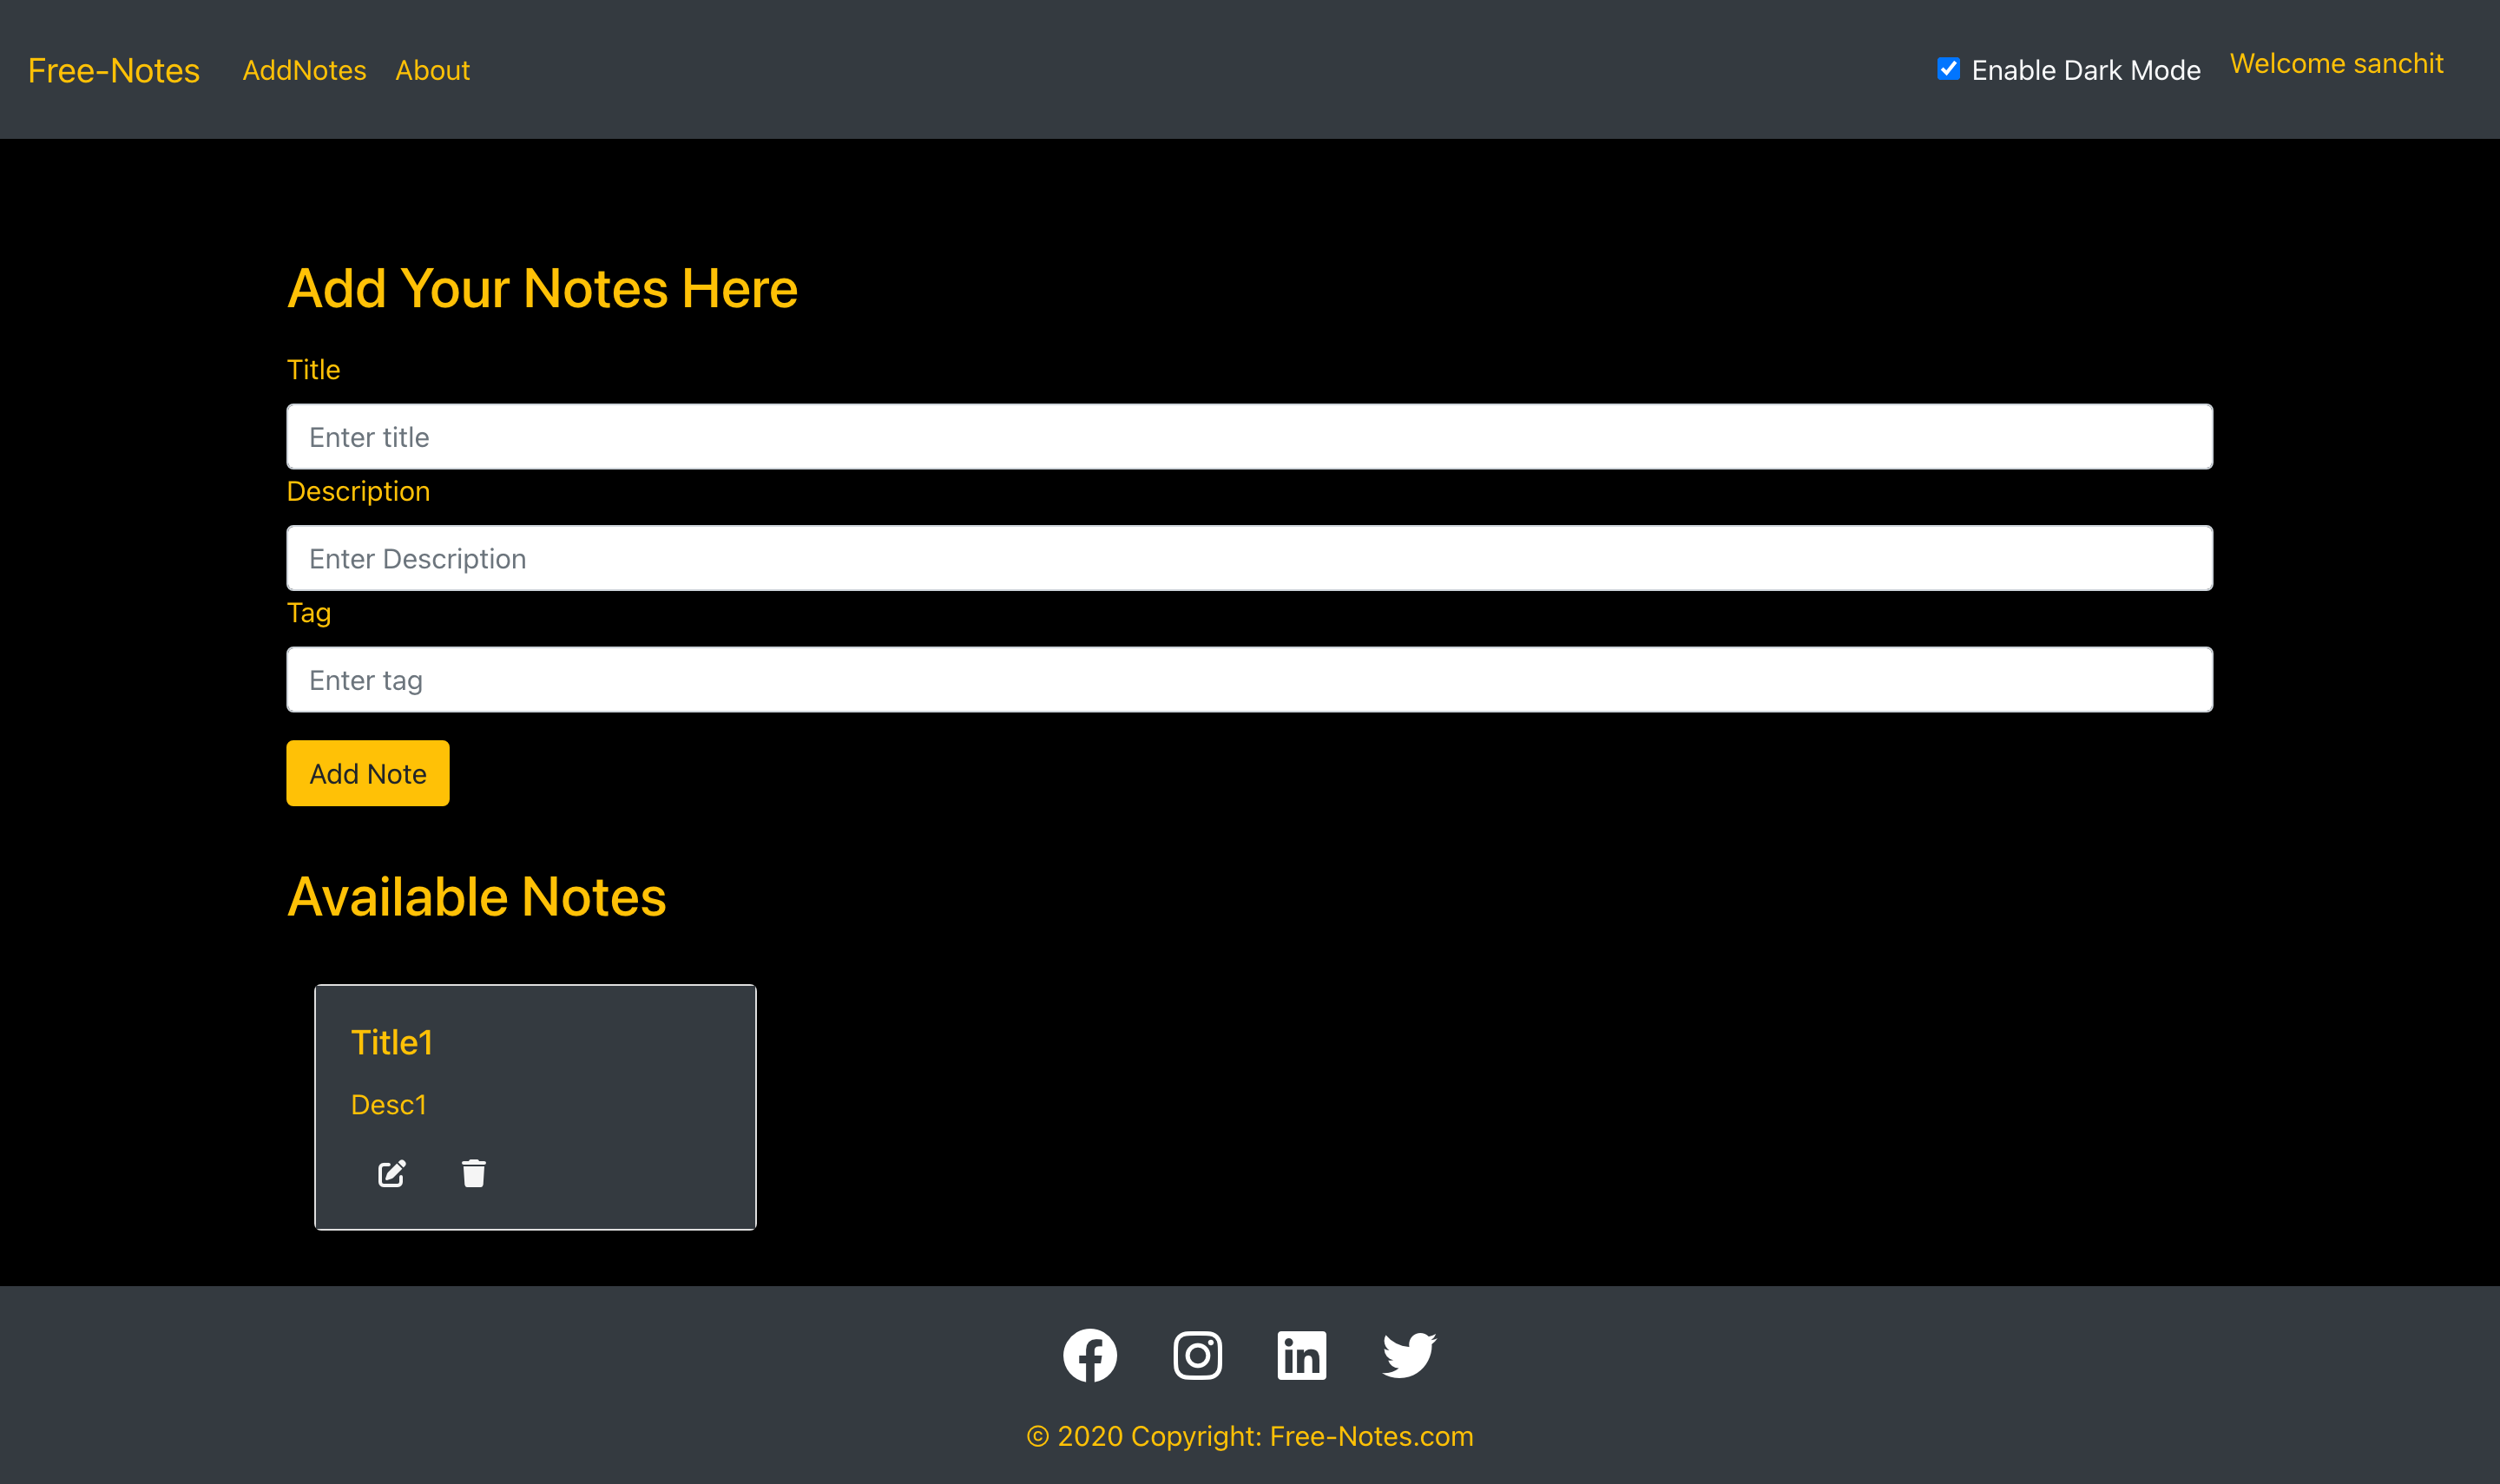 Free-Notes AddNotes About Enable Dark Mode Welcome sanchit
Add Your Notes Here
Title
Enter title
Description
Enter Description
Tag
Enter tag
Add Note
Available Notes
Title1
Desc1
© 2020 Copyright: Free-Notes.com